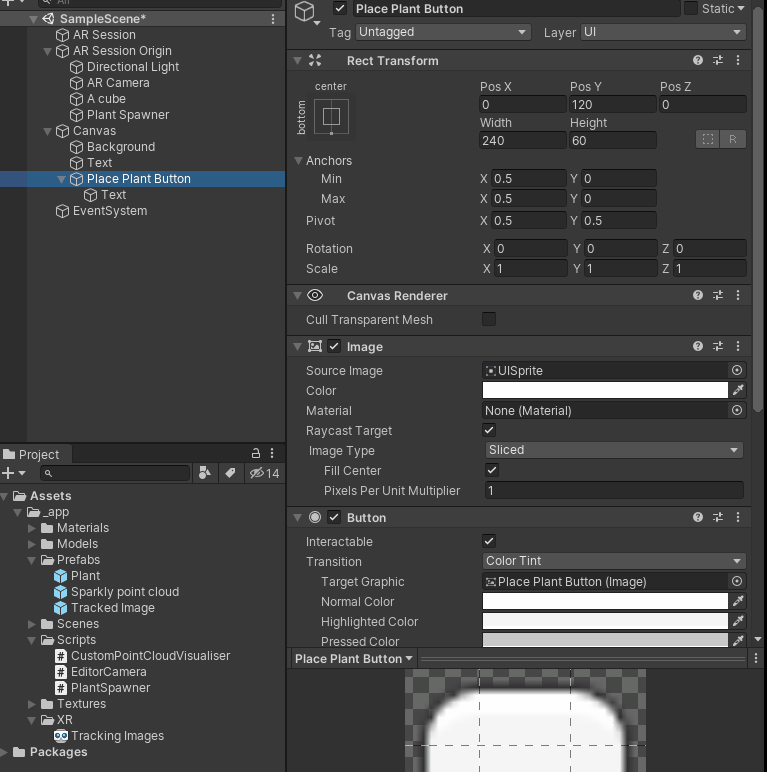 All
SampleScene*
AR Session
AR Session Origin
Directional Light
AR Camera
A cube
Plant Spawner
Canvas
Background
Text
Place Plant Button
Text
EventSystem
Project
14
Assets
_app
Materials
Models
Prefabs
Plant
Sparkly point cloud
Tracked Image
Scenes
Scripts
CustomPointCloudVisualiser
EditorCamera
PlantSpawner
Textures
XR
Tracking Images
Packages
Place Plant Button Static
Tag Untagged Layer UI
Rect Transform
center
bottom
Pos X Pos Y Pos Z
0 120 0
Width Height
240 60 R
Anchors
Min X 0.5 Y 0
Max X 0.5 Y 0
Pivot X 0.5 Y 0.5
Rotation X 0 Y 0 Z 0
Scale X 1 Y 1 Z 1
Canvas Renderer
Cull Transparent Mesh
Image
Source Image UISprite
Color
Material None (Material)
Raycast Target
Image Type Sliced
Fill Center
Pixels Per Unit Multiplier 1
Button
Interactable
Transition Color Tint
Target Graphic Place Plant Button (Image)
Normal Color
Highlighted Color
Pressed Color
Place Plant Button